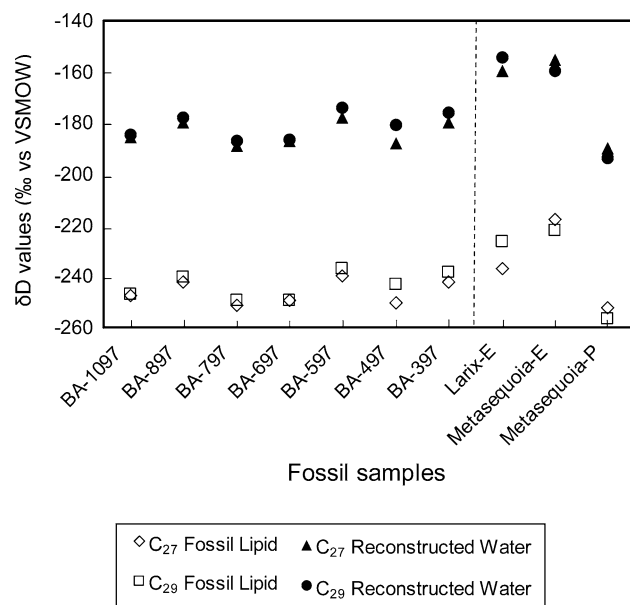 δD values (‰ vs VSMOW)
-140
-160
-180
-200
-220
-240
-260
BA-1097
BA-897
BA-797
BA-697
BA-597
BA-497
BA-397
Larix-E
Metasequoia-E
Metasequoia-P
Fossil samples
C27 Fossil Lipid
C27 Reconstructed Water
C29 Fossil Lipid
C29 Reconstructed Water